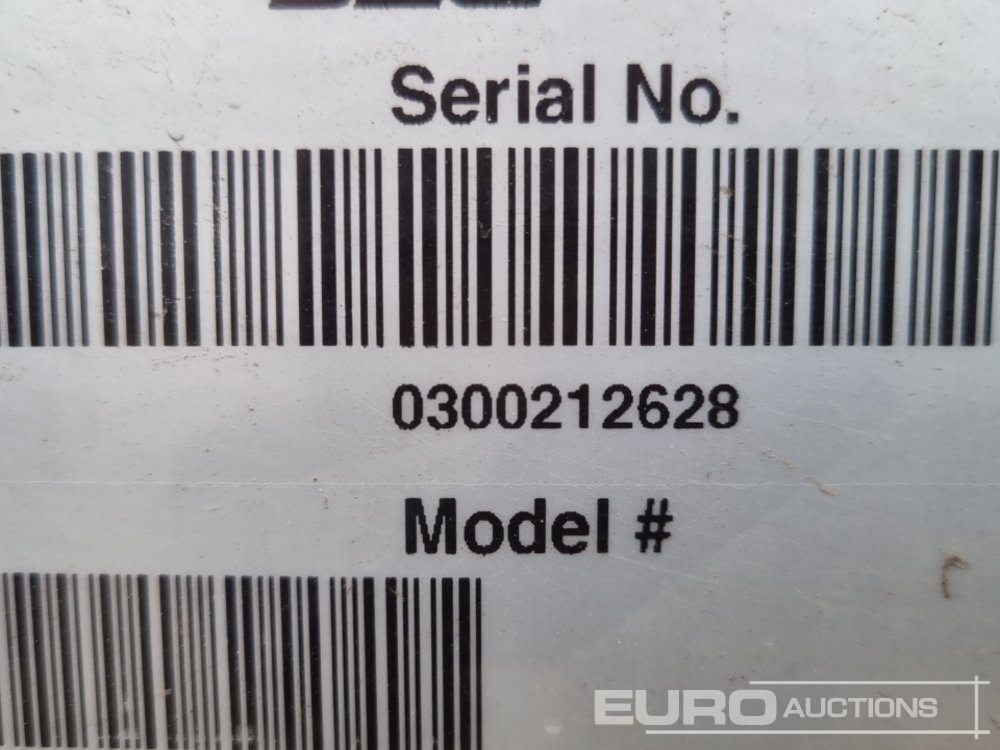 Serial No.
0300212628
Model #
EURO AUCTIONS